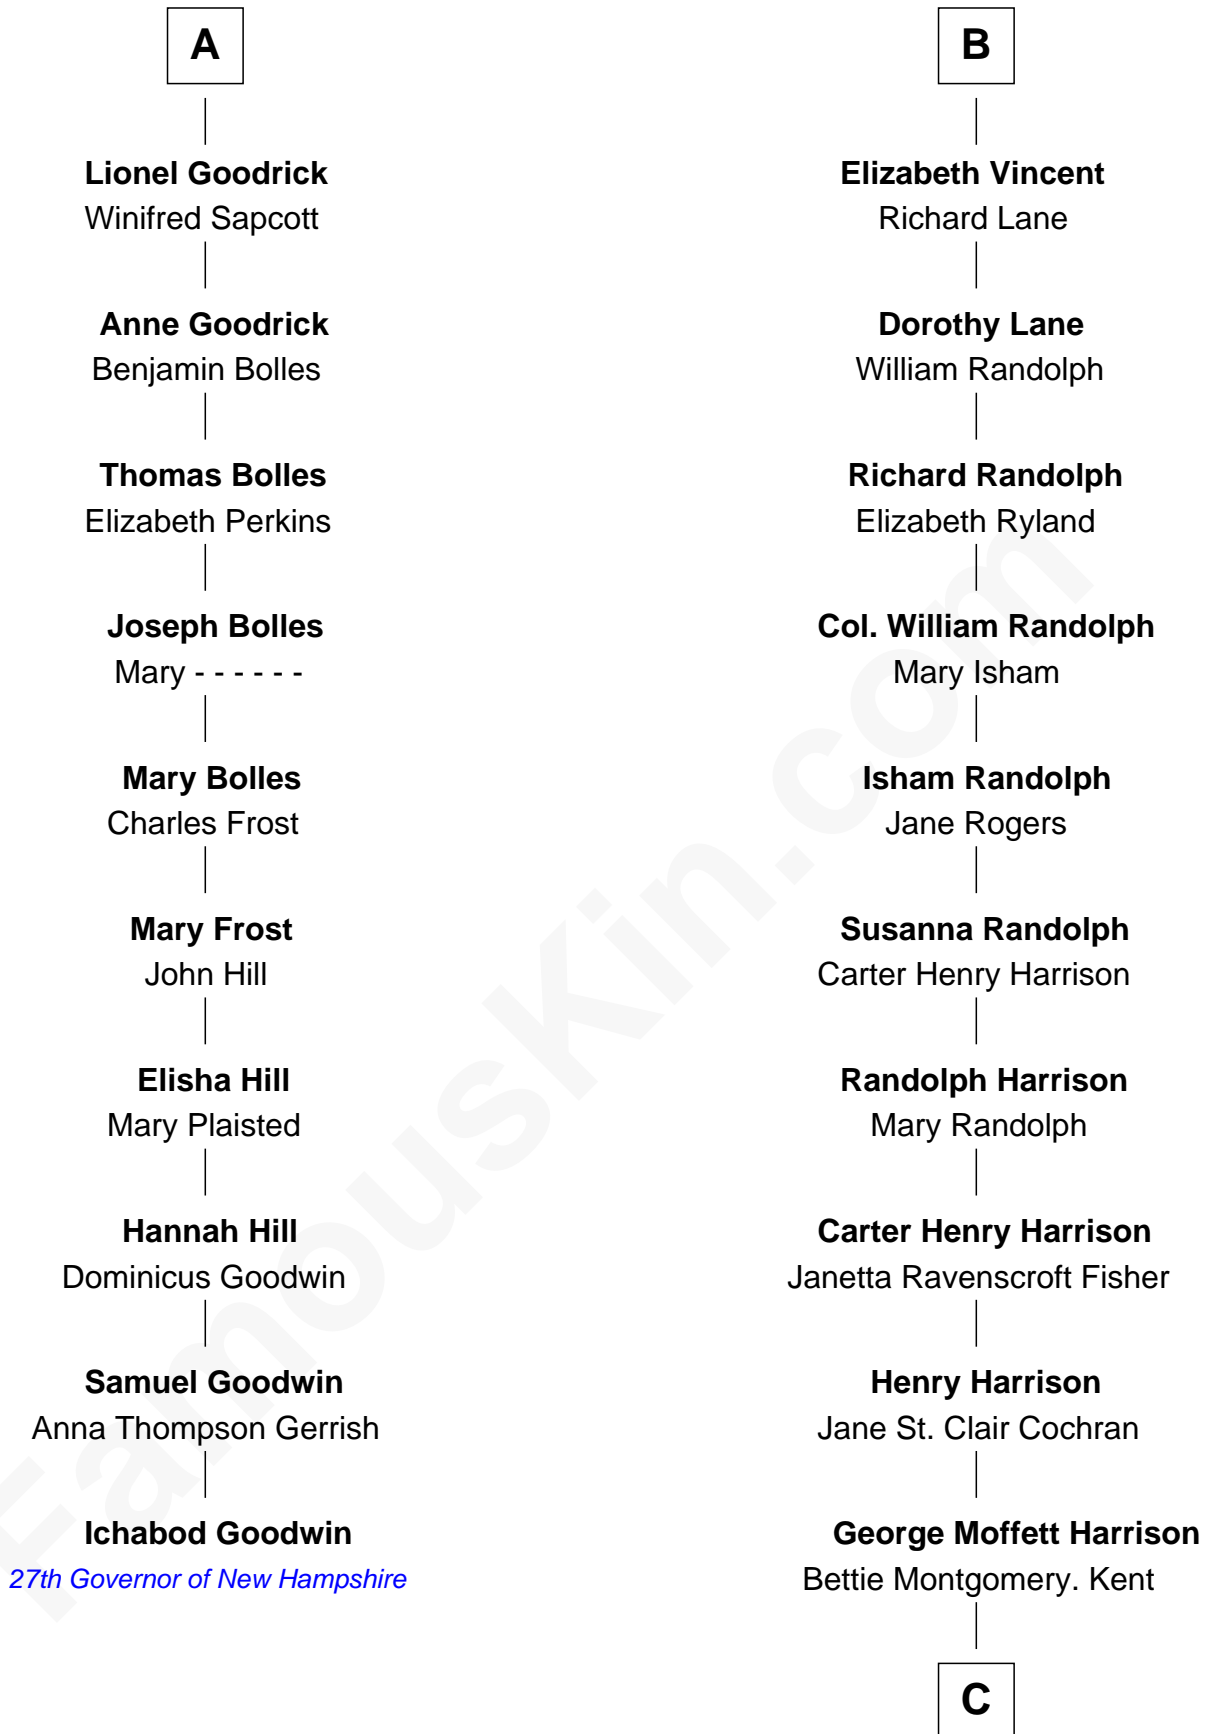 A
Lionel Goodrick
Winifred Sapcott
Anne Goodrick
Benjamin Bolles
Thomas Bolles
Elizabeth Perkins
Joseph Bolles
Mary - - - - - -
Mary Bolles
Charles Frost
Mary Frost
John Hill
Elisha Hill
Mary Plaisted
Hannah Hill
Dominicus Goodwin
Samuel Goodwin
Anna Thompson Gerrish
Ichabod Goodwin
27th Governor of New Hampshire
B
Elizabeth Vincent
Richard Lane
Dorothy Lane
William Randolph
Richard Randolph
Elizabeth Ryland
Col. William Randolph
Mary Isham
Isham Randolph
Jane Rogers
Susanna Randolph
Carter Henry Harrison
Randolph Harrison
Mary Randolph
Carter Henry Harrison
Janetta Ravenscroft Fisher
Henry Harrison
Jane St. Clair Cochran
George Moffett Harrison
Bettie Montgomery. Kent
C
FamousKin.com